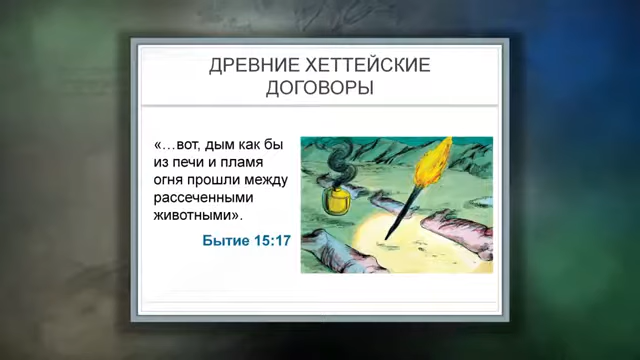 ДРЕВНИЕ ХЕТТЕЙСКИЕ
ДОГОВОРЫ
«…вот, дым как бы
из печи и пламя
огня прошли между
рассеченными
животными».
Бытие 15:17